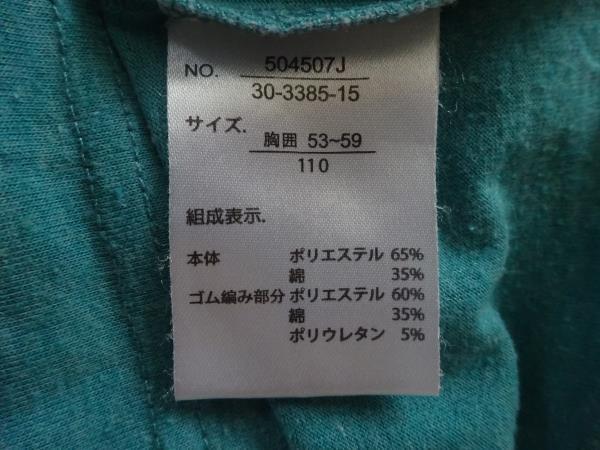 NO. 504507J
30-3385-15
サイズ. 胸囲 53~59
110
組成表示.
本体 ポリエステル 65%
綿 35%
ゴム編み部分 ポリエステル 60%
綿 35%
ポリウレタン 5%